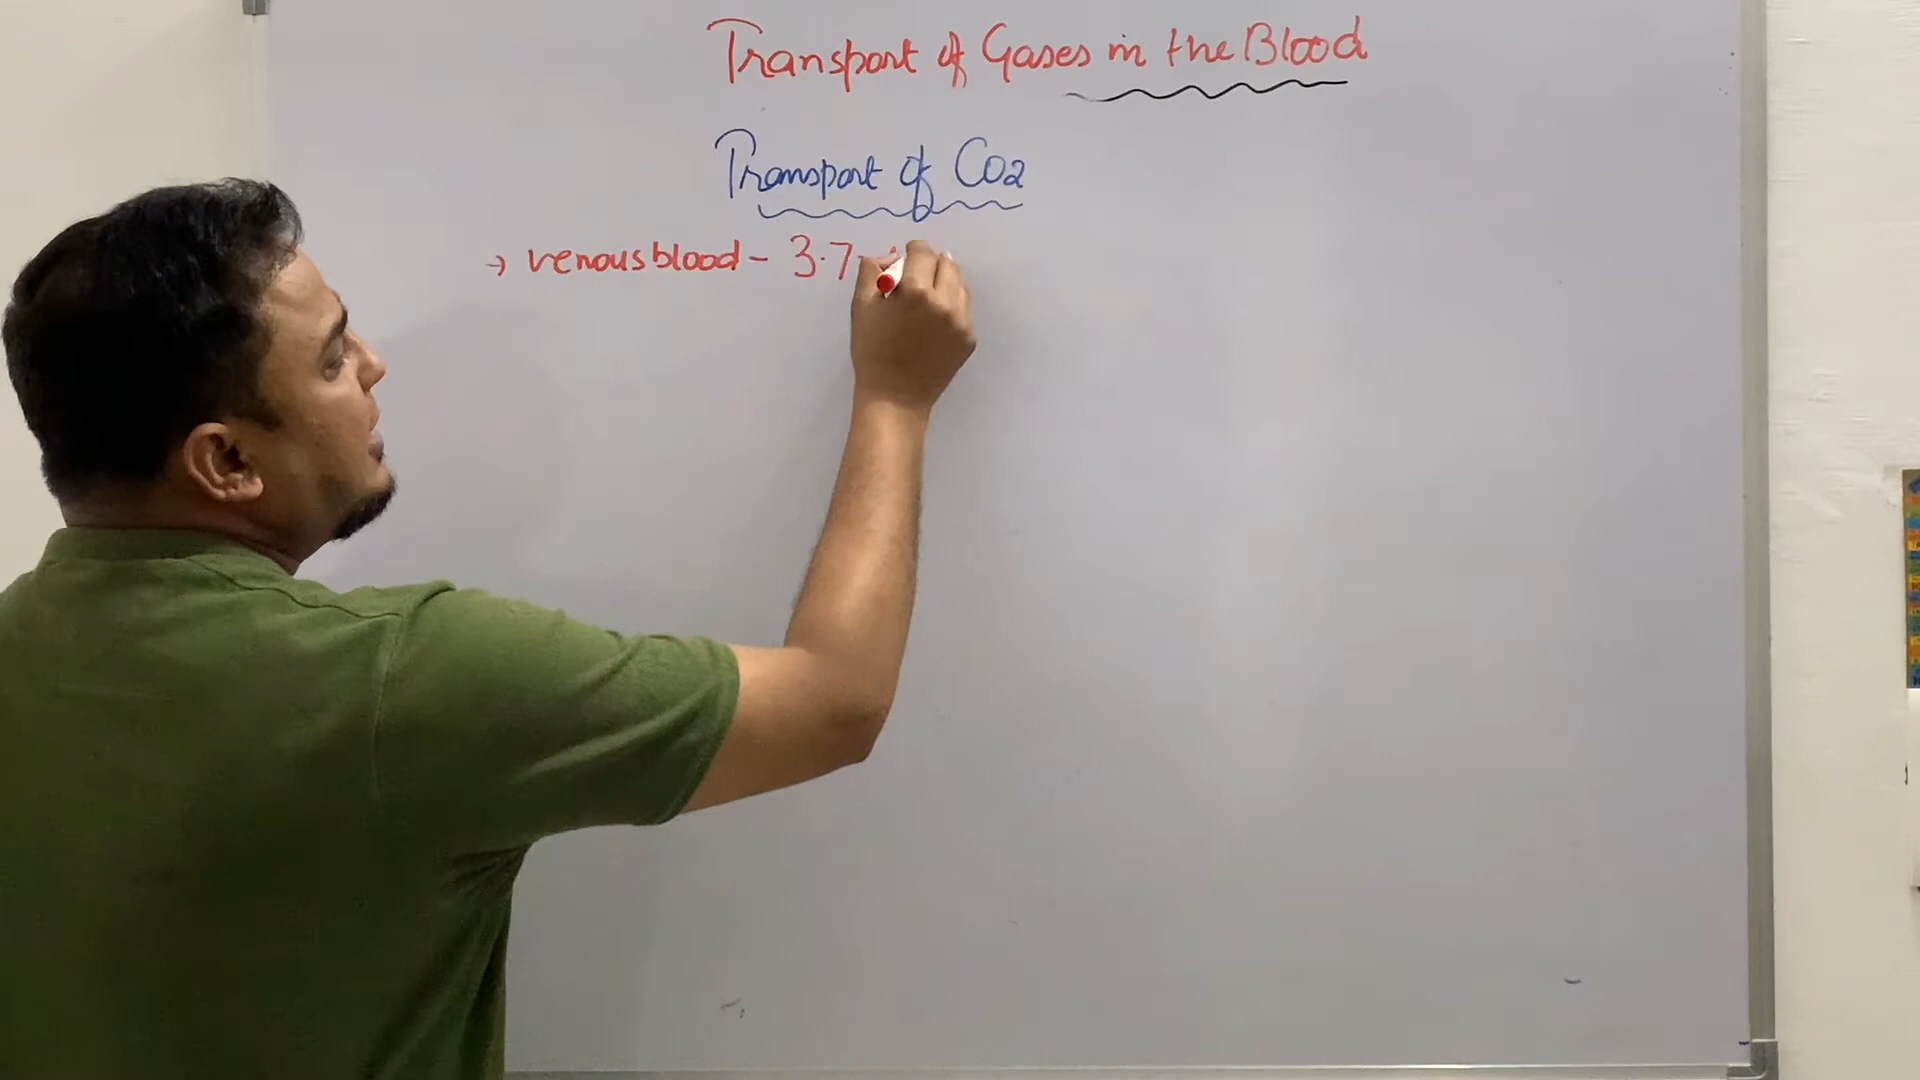 Transport of Gases in the Blood
Transport of Co2
→ venous blood - 3.7